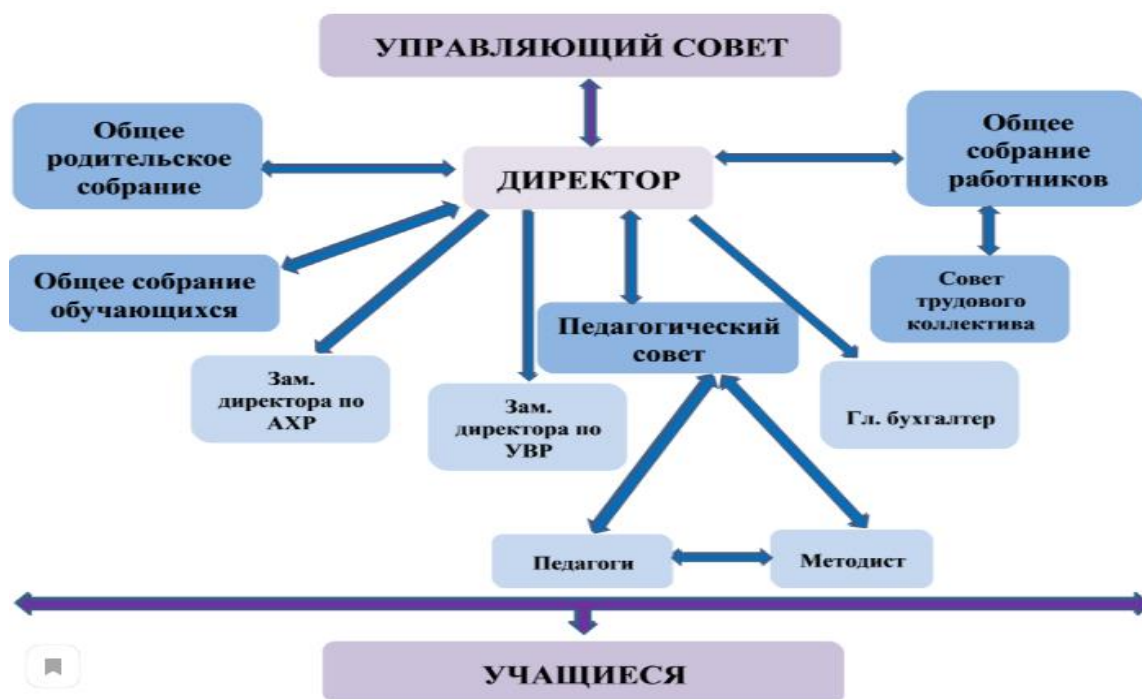 УПРАВЛЯЮЩИЙ СОВЕТ
Общее
родительское
собрание
ДИРЕКТОР
Общее
собрание
работников
Общее собрание
обучающихся
Совет
трудового
коллектива
Педагогический
совет
Зам.
директора по
АХР
Зам.
директора по
УВР
Гл. бухгалтер
Педагоги
Методист
УЧАЩИЕСЯ